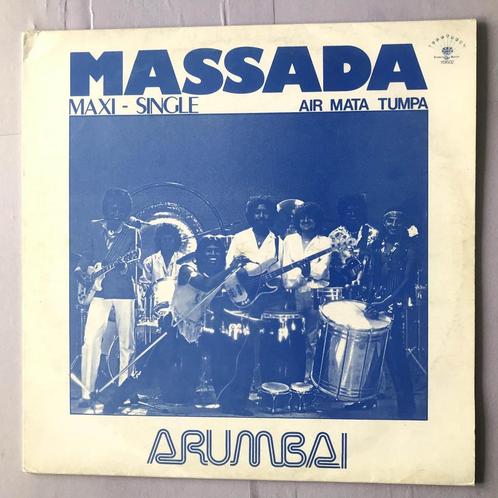 MASSADA
MAXI - SINGLE
AIR MATA TUMPA
ARUMBAI